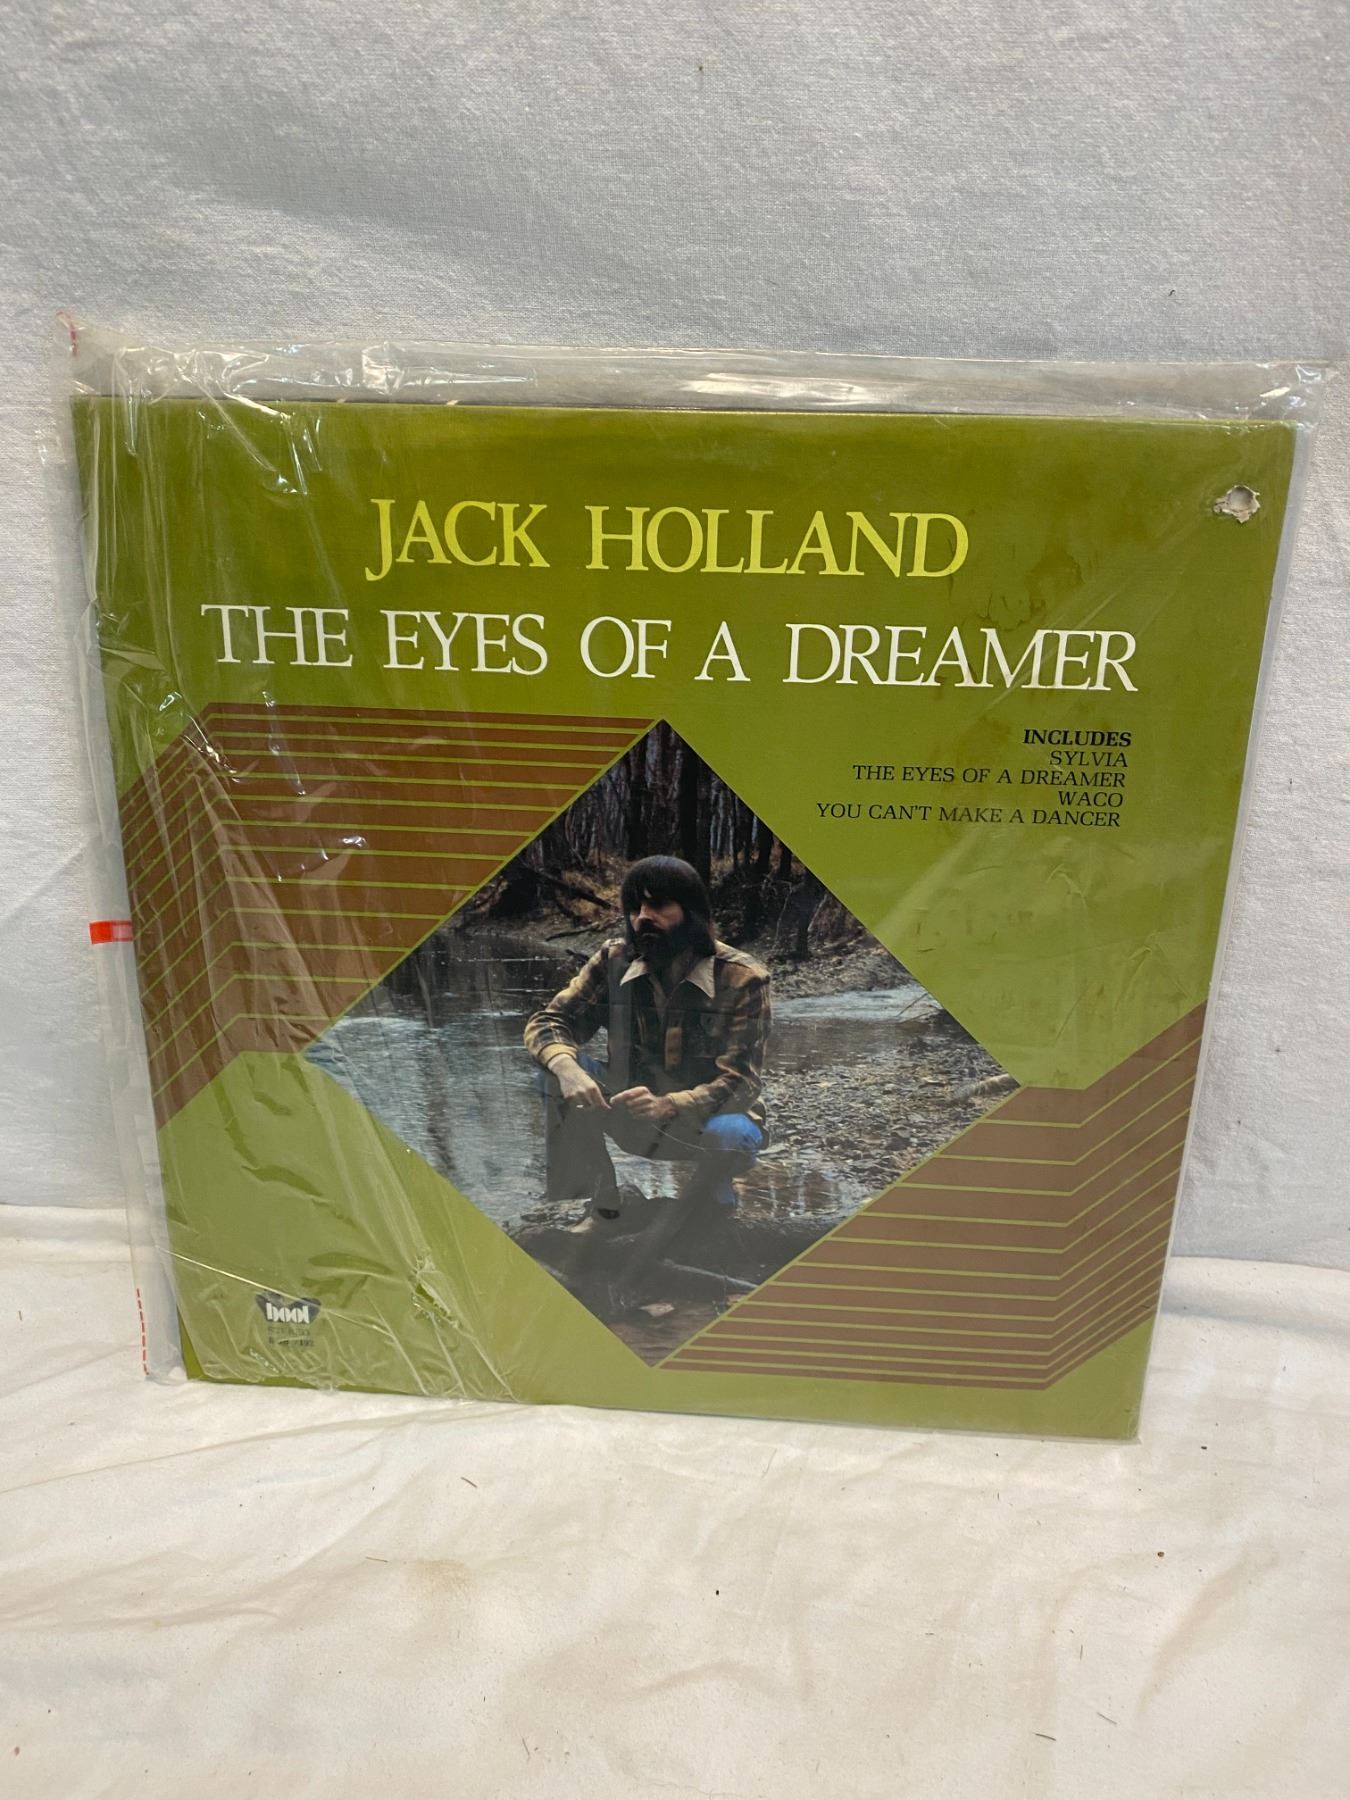 JACK HOLLAND
THE EYES OF A DREAMER
INCLUDES
SYLVIA
THE EYES OF A DREAMER
WACO
YOU CAN'T MAKE A DANCER
boot